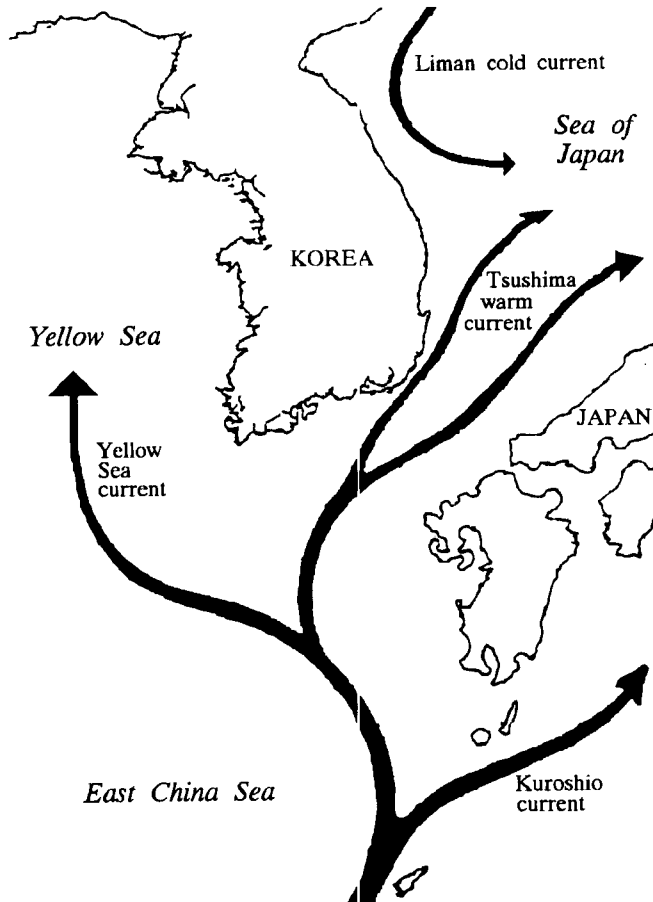 Liman cold current
Sea of
Japan
KOREA
Tsushima
warm
current
Yellow Sea
JAPAN
Yellow
Sea
current
East China Sea
Kuroshio
current